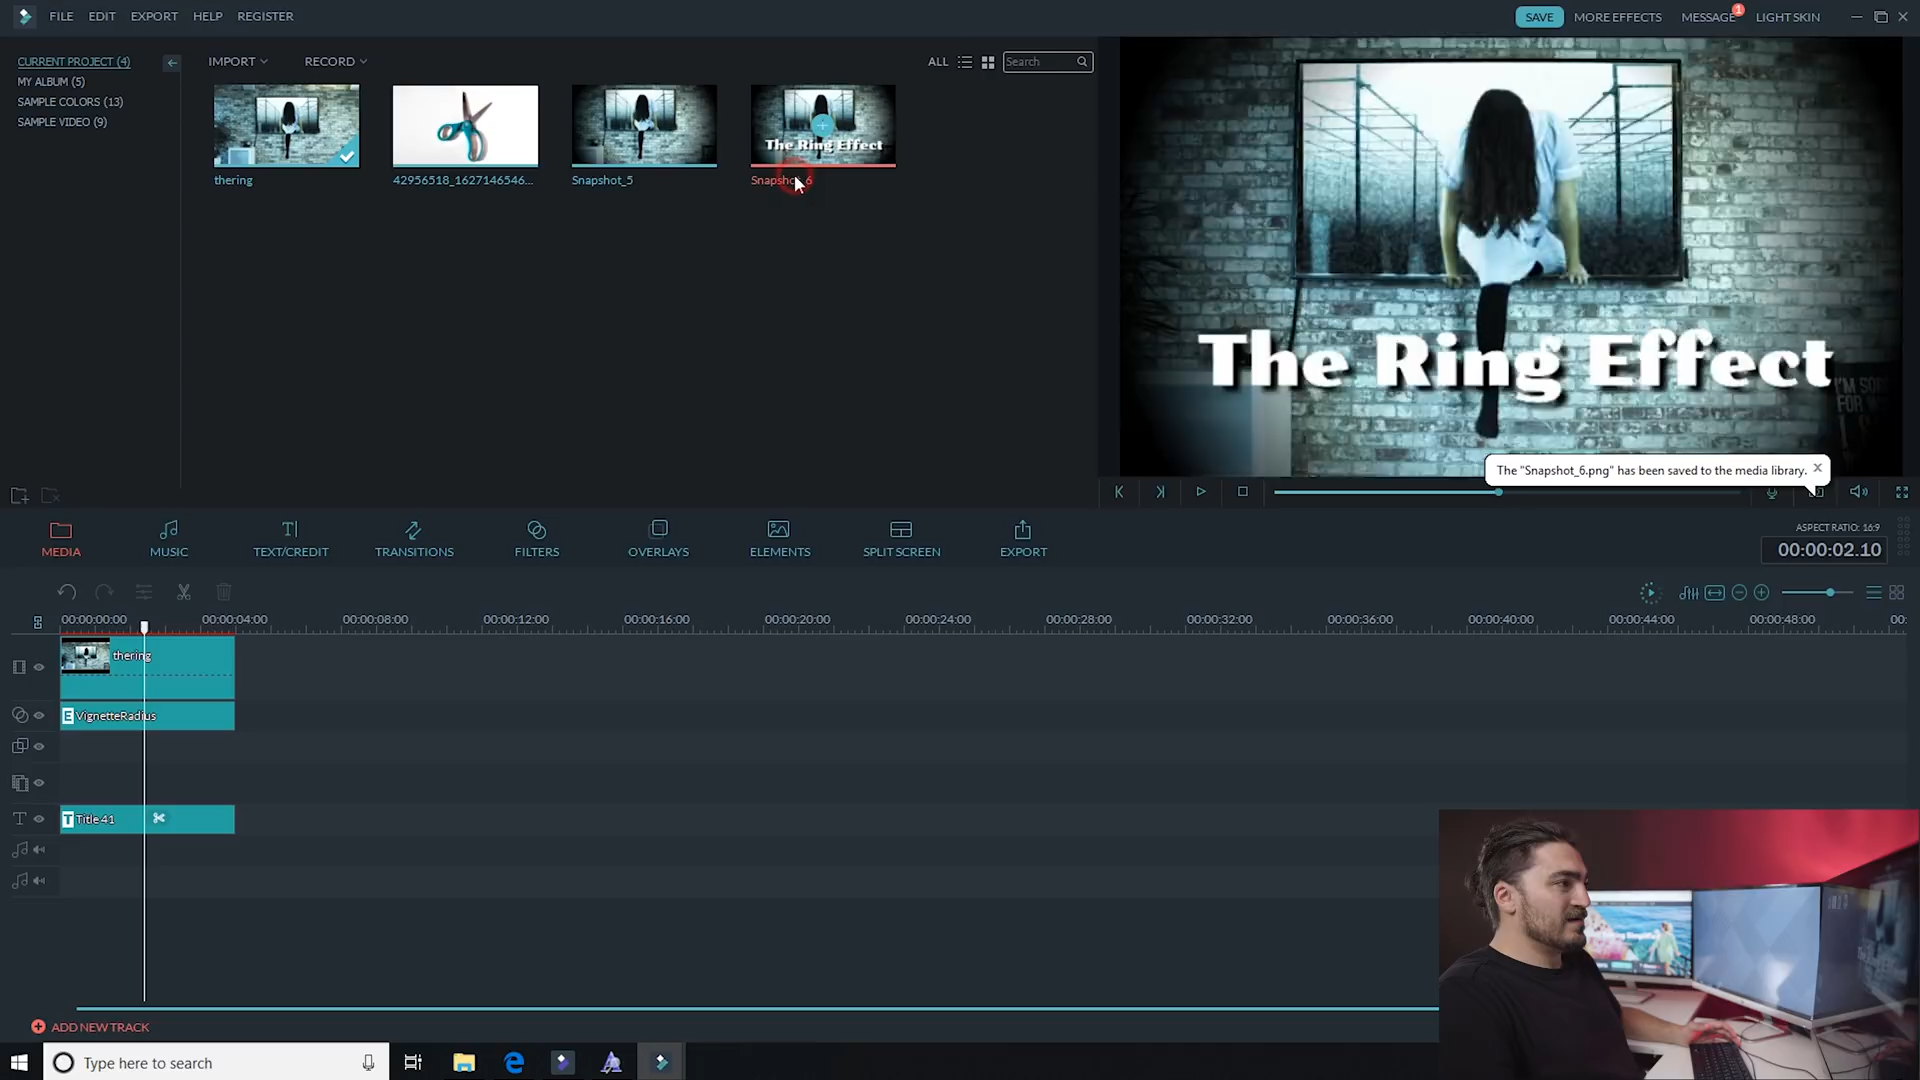 FILE EDIT EXPORT HELP REGISTER
SAVE MORE EFFECTS MESSAGE 1 LIGHT SKIN
CURRENT PROJECT (4)
MY ALBUM (5)
SAMPLE COLORS (13)
SAMPLE VIDEO (9)
IMPORT RECORD
ALL Search
The Ring Effect
thering 42956518_1627146546... Snapshot_5 Snapshot_6
The Ring Effect
I'M SO
FOR
The "Snapshot_6.png" has been saved to the media library.
MEDIA MUSIC TEXT/CREDIT TRANSITIONS FILTERS OVERLAYS ELEMENTS SPLIT SCREEN EXPORT
ASPECT RATIO: 16:9
00:00:02.10
00:00:00:00 00:00:04:00 00:00:08:00 00:00:12:00 00:00:16:00 00:00:20:00 00:00:24:00 00:00:28:00 00:00:32:00 00:00:36:00 00:00:40:00 00:00:44:00 00:00:48:00 00:
thering
E VignetteRadius
T Title 41
ADD NEW TRACK
Type here to search